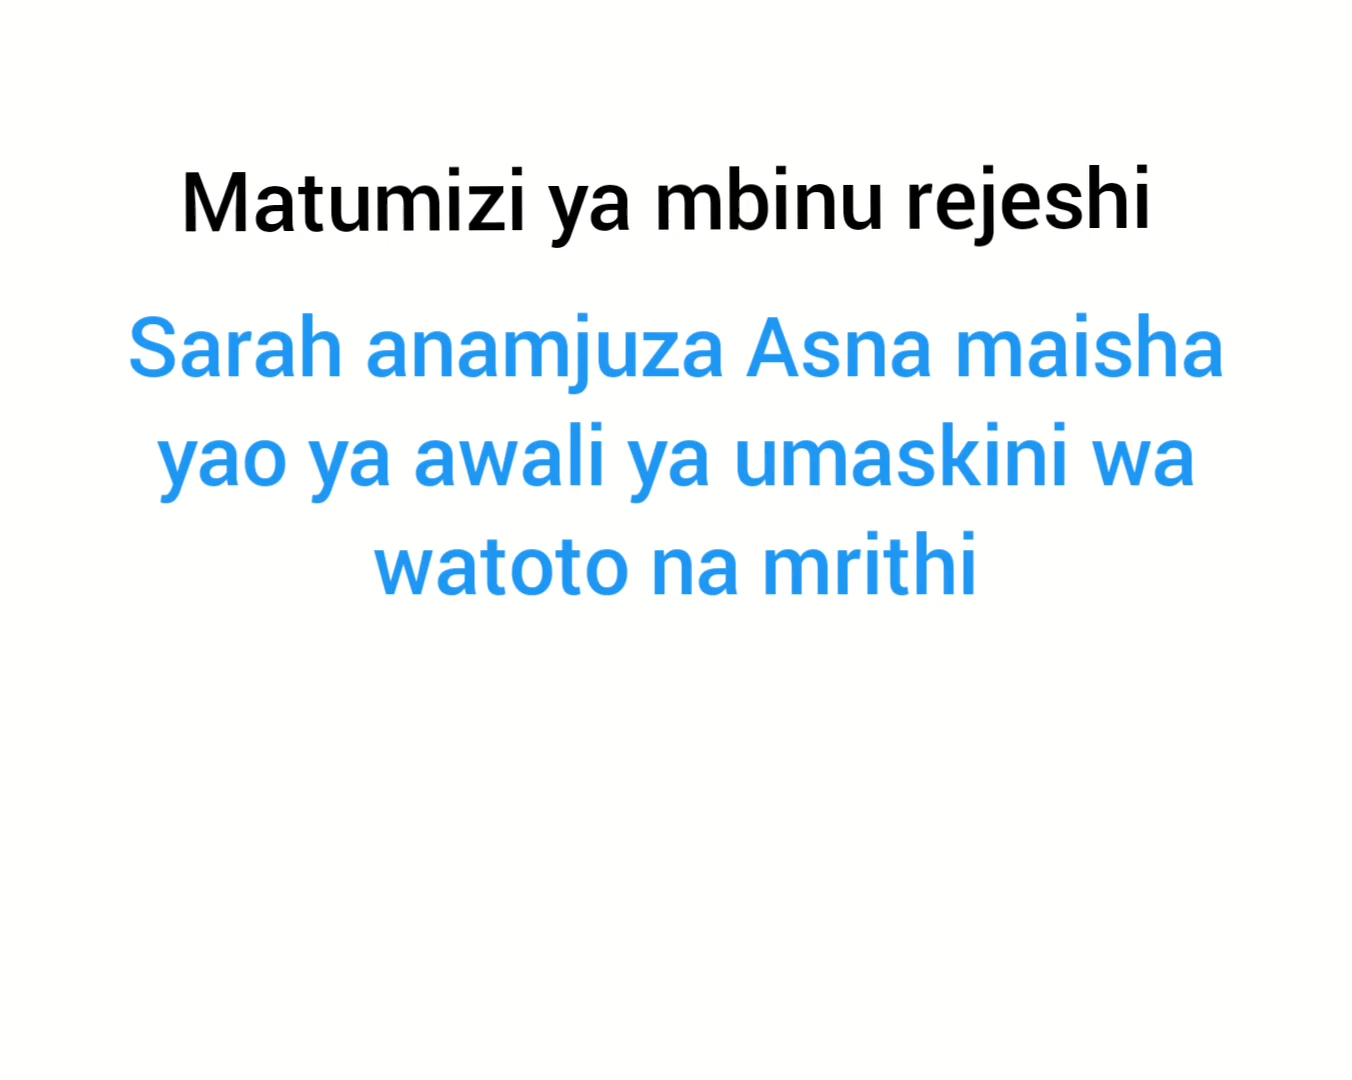 Matumizi ya mbinu rejeshi
Sarah anamjuza Asna maisha
yao ya awali ya umaskini wa
watoto na mrithi